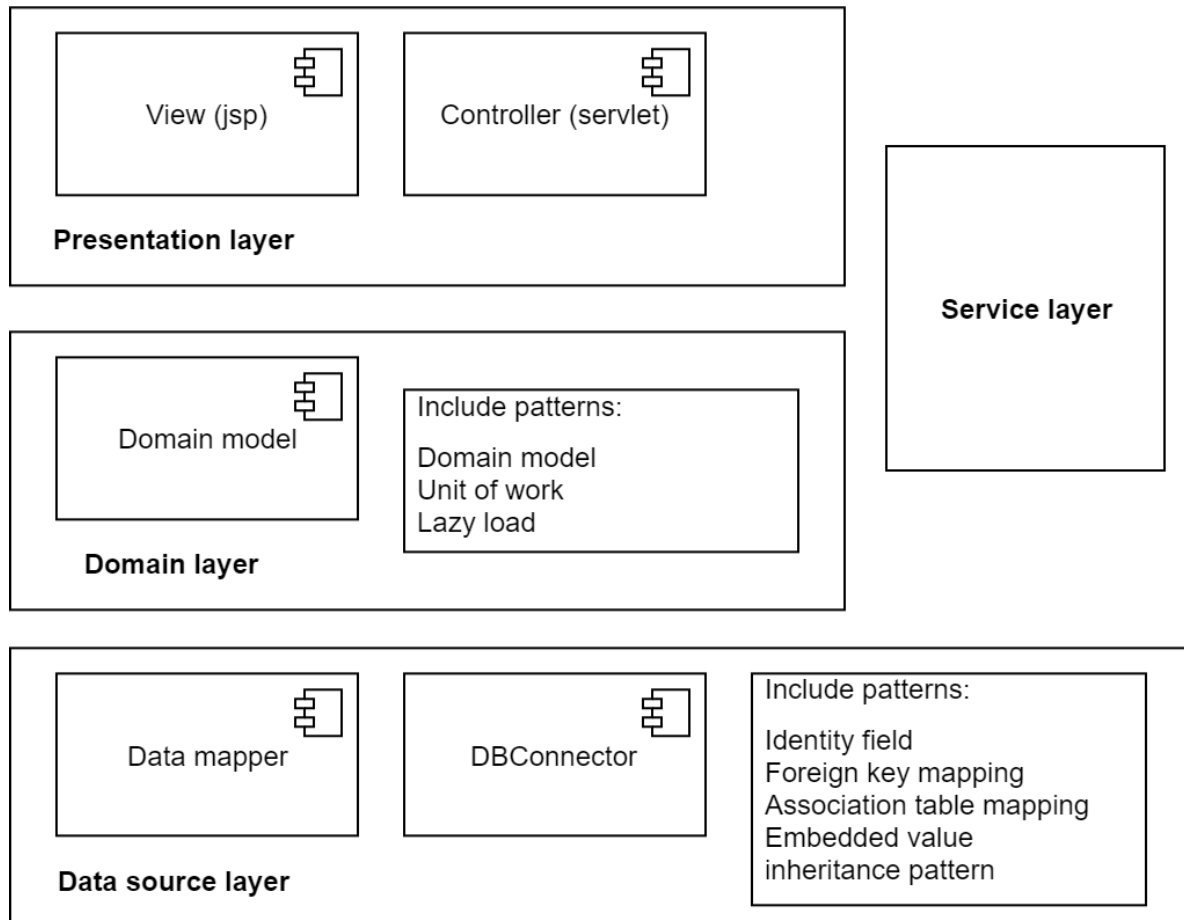 View (jsp)
Controller (servlet)
Presentation layer
Service layer
Domain model
Include patterns:
Domain model
Unit of work
Lazy load
Domain layer
Data mapper
DBConnector
Include patterns:
Identity field
Foreign key mapping
Association table mapping
Embedded value
inheritance pattern
Data source layer